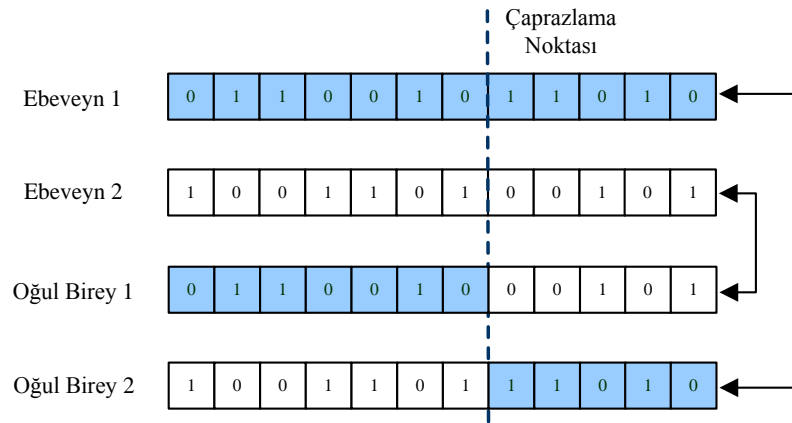 Çaprazlama
Noktası
Ebeveyn 1 0 1 1 0 0 1 0 1 1 0 1 0
Ebeveyn 2 1 0 0 1 1 0 1 0 0 1 0 1
Oğul Birey 1 0 1 1 0 0 1 0 0 0 1 0 1
Oğul Birey 2 1 0 0 1 1 0 1 1 1 0 1 0